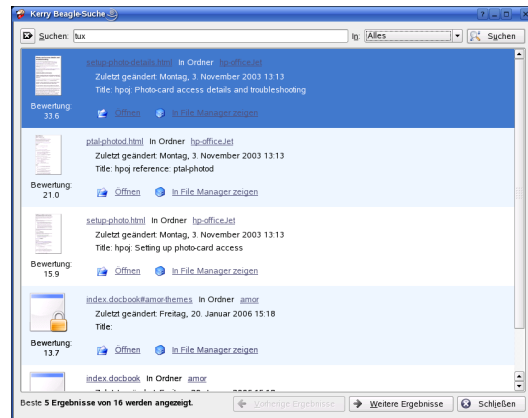 Kerry Beagle-Suche
Suchen: tux In: Alles Suchen
setup-photo-details.html In Ordner hp-officeJet
Zuletzt geändert: Montag, 3. November 2003 13:13
Title: hpoj: Photo-card access details and troubleshooting
Bewertung:
33.6
Öffnen In File Manager zeigen
ptal-photod.html In Ordner hp-officeJet
Zuletzt geändert: Montag, 3. November 2003 13:13
Title: hpoj reference: ptal-photod
Bewertung:
21.0
Öffnen In File Manager zeigen
setup-photo.html In Ordner hp-officeJet
Zuletzt geändert: Montag, 3. November 2003 13:13
Title: hpoj: Setting up photo-card access
Bewertung:
15.9
Öffnen In File Manager zeigen
index.docbook#amor-themes In Ordner amor
Zuletzt geändert: Freitag, 20. Januar 2006 15:18
Title:
Bewertung:
13.7
Öffnen In File Manager zeigen
index.docbook In Ordner amor
Beste 5 Ergebnisse von 16 werden angezeigt. Vorherige Ergebnisse Weitere Ergebnisse Schließen